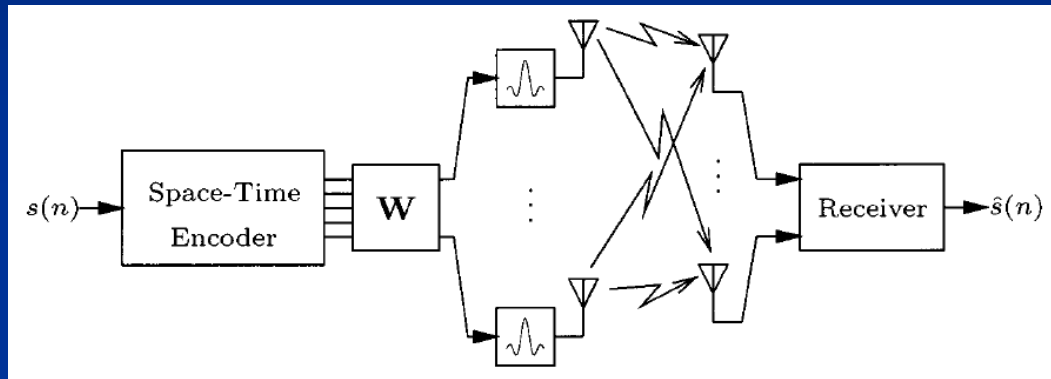 s(n)
Space-Time
Encoder
W
Receiver
ŝ(n)